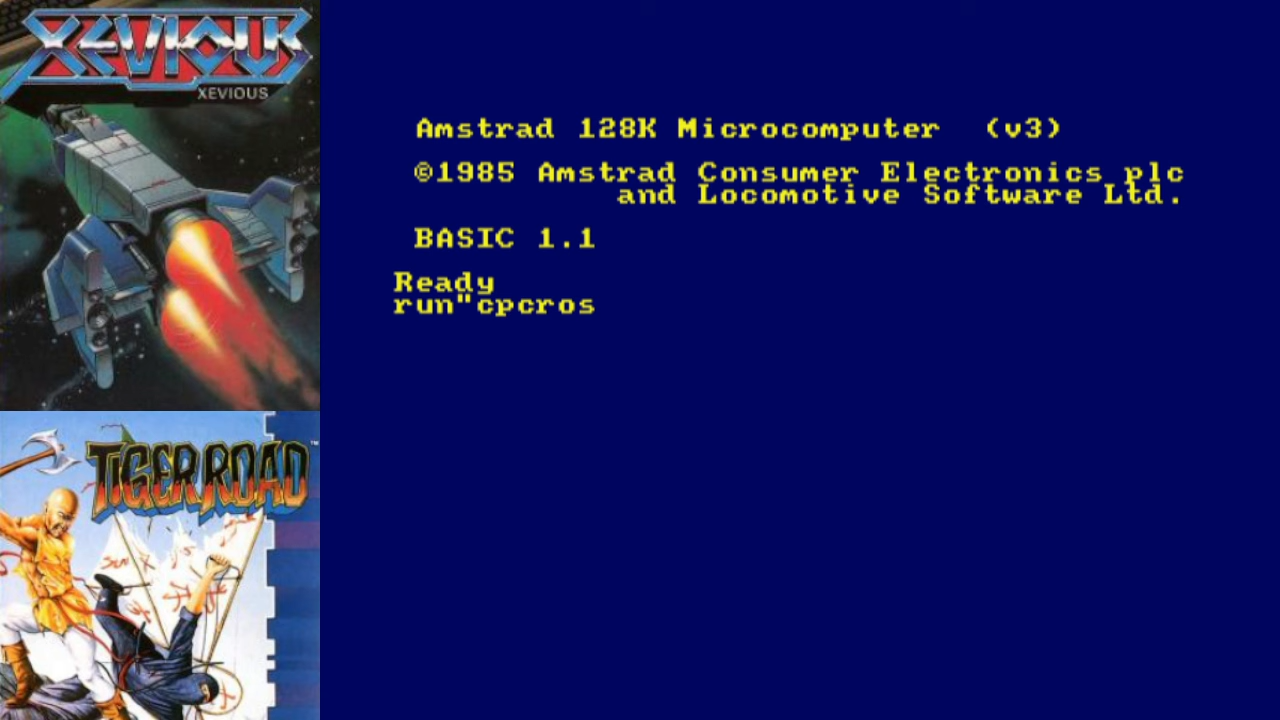 XEVIOUS
XEVIOUS
TIGER ROAD™
Amstrad 128K Microcomputer (v3)
©1985 Amstrad Consumer Electronics plc
and Locomotive Software Ltd.
BASIC 1.1
Ready
run"cpcros